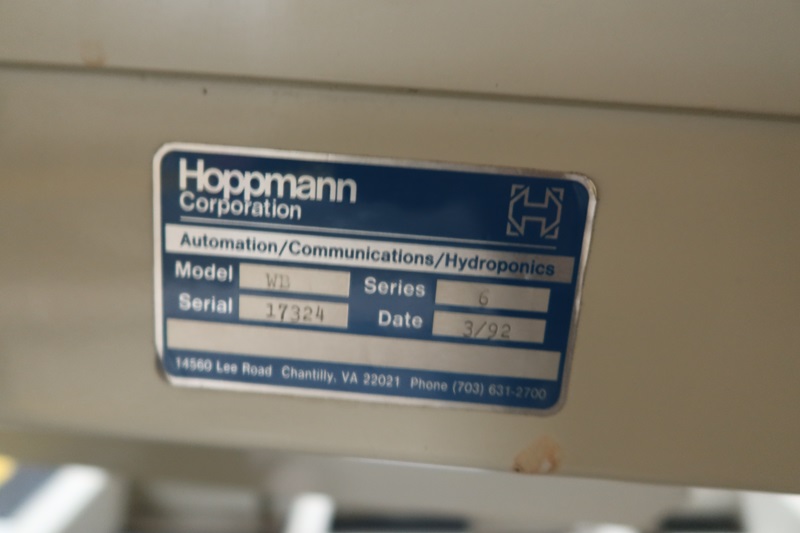 Hoppmann
Corporation
Automation/Communications/Hydroponics
Model WB Series 6
Serial 17324 Date 3/92
14560 Lee Road Chantilly, VA 22021 Phone (703) 631-2700